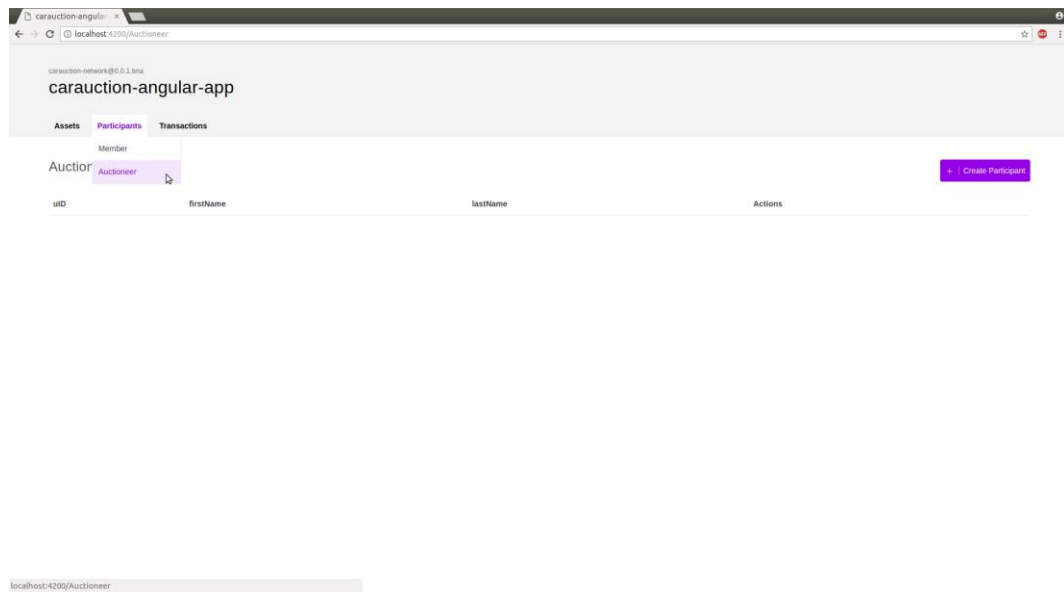 carauction-angular
localhost:4200/Auctioneer
carauction-network@0.0.1.bna
carauction-angular-app
Assets Participants Transactions
Member
Auction
Auctioneer
+ | Create Participant
uID firstName lastName Actions
localhost:4200/Auctioneer